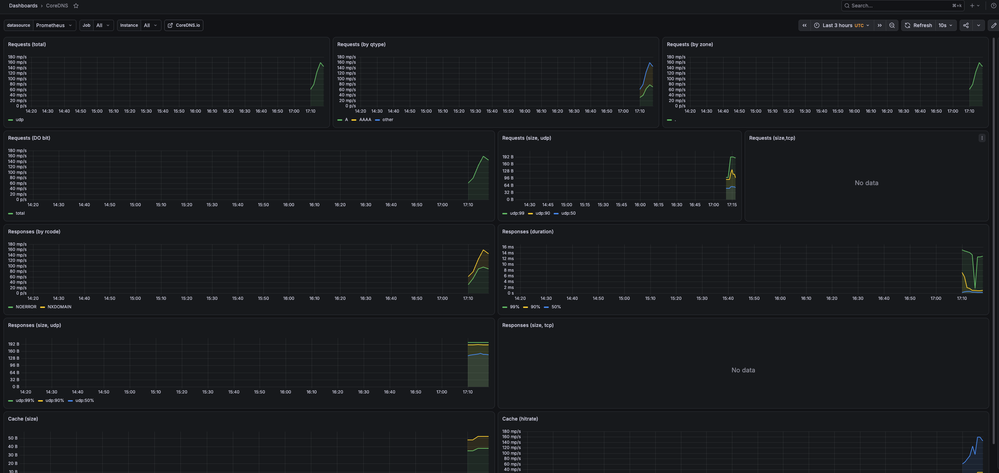 Dashboards › CoreDNS
Search... ⌘+k
datasource Prometheus Job All Instance All CoreDNS.io Last 3 hours UTC Refresh 10s
Requests (total)
180 mp/s
160 mp/s
140 mp/s
120 mp/s
100 mp/s
80 mp/s
60 mp/s
40 mp/s
20 mp/s
0 p/s
14:20 14:30 14:40 14:50 15:00 15:10 15:20 15:30 15:40 15:50 16:00 16:10 16:20 16:30 16:40 16:50 17:00 17:10
udp
Requests (by qtype)
180 mp/s
160 mp/s
140 mp/s
120 mp/s
100 mp/s
80 mp/s
60 mp/s
40 mp/s
20 mp/s
0 p/s
14:20 14:30 14:40 14:50 15:00 15:10 15:20 15:30 15:40 15:50 16:00 16:10 16:20 16:30 16:40 16:50 17:00 17:10
A AAAA other
Requests (by zone)
180 mp/s
160 mp/s
140 mp/s
120 mp/s
100 mp/s
80 mp/s
60 mp/s
40 mp/s
20 mp/s
0 p/s
14:20 14:30 14:40 14:50 15:00 15:10 15:20 15:30 15:40 15:50 16:00 16:10 16:20 16:30 16:40 16:50 17:00 17:10
.
Requests (DO bit)
180 mp/s
160 mp/s
140 mp/s
120 mp/s
100 mp/s
80 mp/s
60 mp/s
40 mp/s
20 mp/s
0 p/s
14:20 14:30 14:40 14:50 15:00 15:10 15:20 15:30 15:40 15:50 16:00 16:10 16:20 16:30 16:40 16:50 17:00 17:10
total
Requests (size, udp)
192 B
160 B
128 B
96 B
64 B
32 B
0 B
14:30 14:45 15:00 15:15 15:30 15:45 16:00 16:15 16:30 16:45 17:00 17:15
udp:99 udp:90 udp:50
Requests (size,tcp)
No data
Responses (by rcode)
180 mp/s
160 mp/s
140 mp/s
120 mp/s
100 mp/s
80 mp/s
60 mp/s
40 mp/s
20 mp/s
0 p/s
14:20 14:30 14:40 14:50 15:00 15:10 15:20 15:30 15:40 15:50 16:00 16:10 16:20 16:30 16:40 16:50 17:00 17:10
NOERROR NXDOMAIN
Responses (duration)
16 ms
14 ms
12 ms
10 ms
8 ms
6 ms
4 ms
2 ms
0 s
14:20 14:30 14:40 14:50 15:00 15:10 15:20 15:30 15:40 15:50 16:00 16:10 16:20 16:30 16:40 16:50 17:00 17:10
99% 90% 50%
Responses (size, udp)
192 B
160 B
128 B
96 B
64 B
32 B
0 B
14:20 14:30 14:40 14:50 15:00 15:10 15:20 15:30 15:40 15:50 16:00 16:10 16:20 16:30 16:40 16:50 17:00 17:10
udp:99% udp:90% udp:50%
Responses (size, tcp)
No data
Cache (size)
50 B
40 B
30 B
20 B
10 B
Cache (hitrate)
180 mp/s
160 mp/s
140 mp/s
120 mp/s
100 mp/s
80 mp/s
60 mp/s
40 mp/s